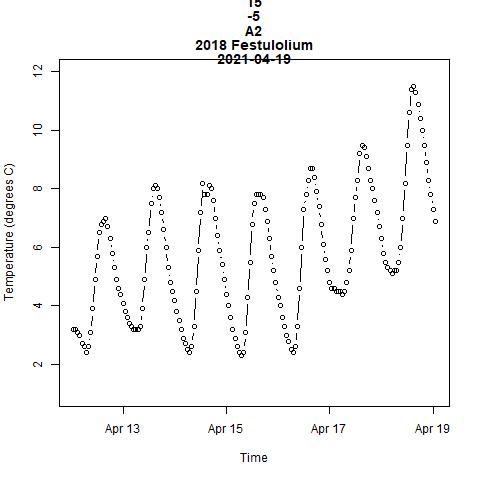 15
-5
A2
2018 Festulolium
2021-04-19
12
10
8
6
4
2
Temperature (degrees C)
Apr 13
Apr 15
Apr 17
Apr 19
Time